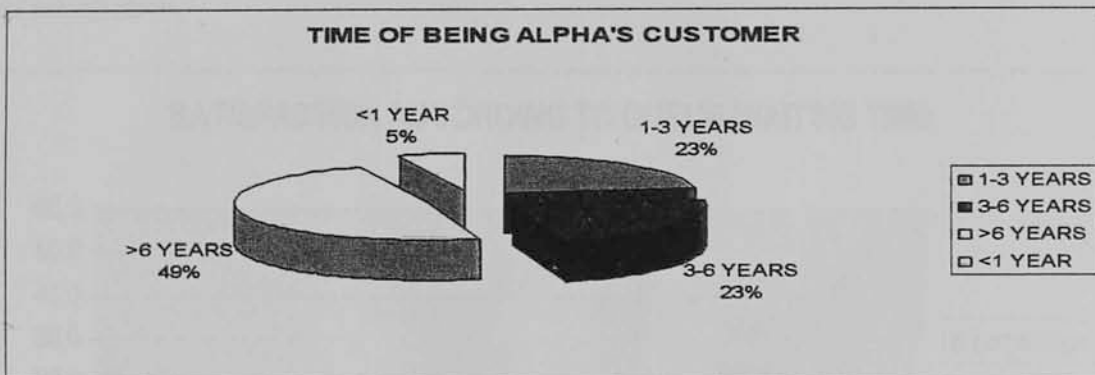 TIME OF BEING ALPHA'S CUSTOMER
<1 YEAR
5%
1-3 YEARS
23%
>6 YEARS
49%
3-6 YEARS
23%
1-3 YEARS
3-6 YEARS
>6 YEARS
<1 YEAR